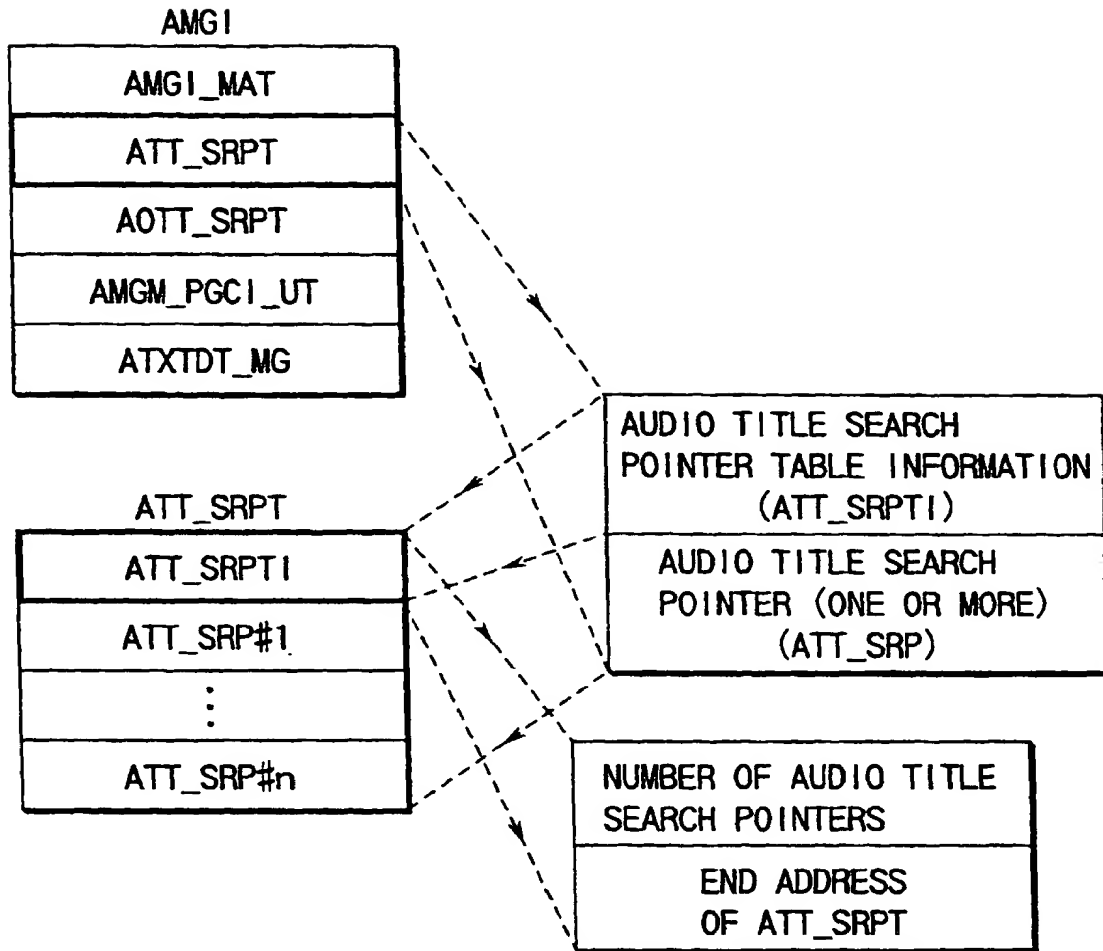 AMGI
AMGI_MAT
ATT_SRPT
AOTT_SRPT
AMGM_PGCI_UT
ATXTDT_MG
AUDIO TITLE SEARCH
POINTER TABLE INFORMATION
(ATT_SRPTI)
AUDIO TITLE SEARCH
POINTER (ONE OR MORE)
(ATT_SRP)
ATT_SRPT
ATT_SRPTI
ATT_SRP#1
⋮
ATT_SRP#n
NUMBER OF AUDIO TITLE
SEARCH POINTERS
END ADDRESS
OF ATT_SRPT